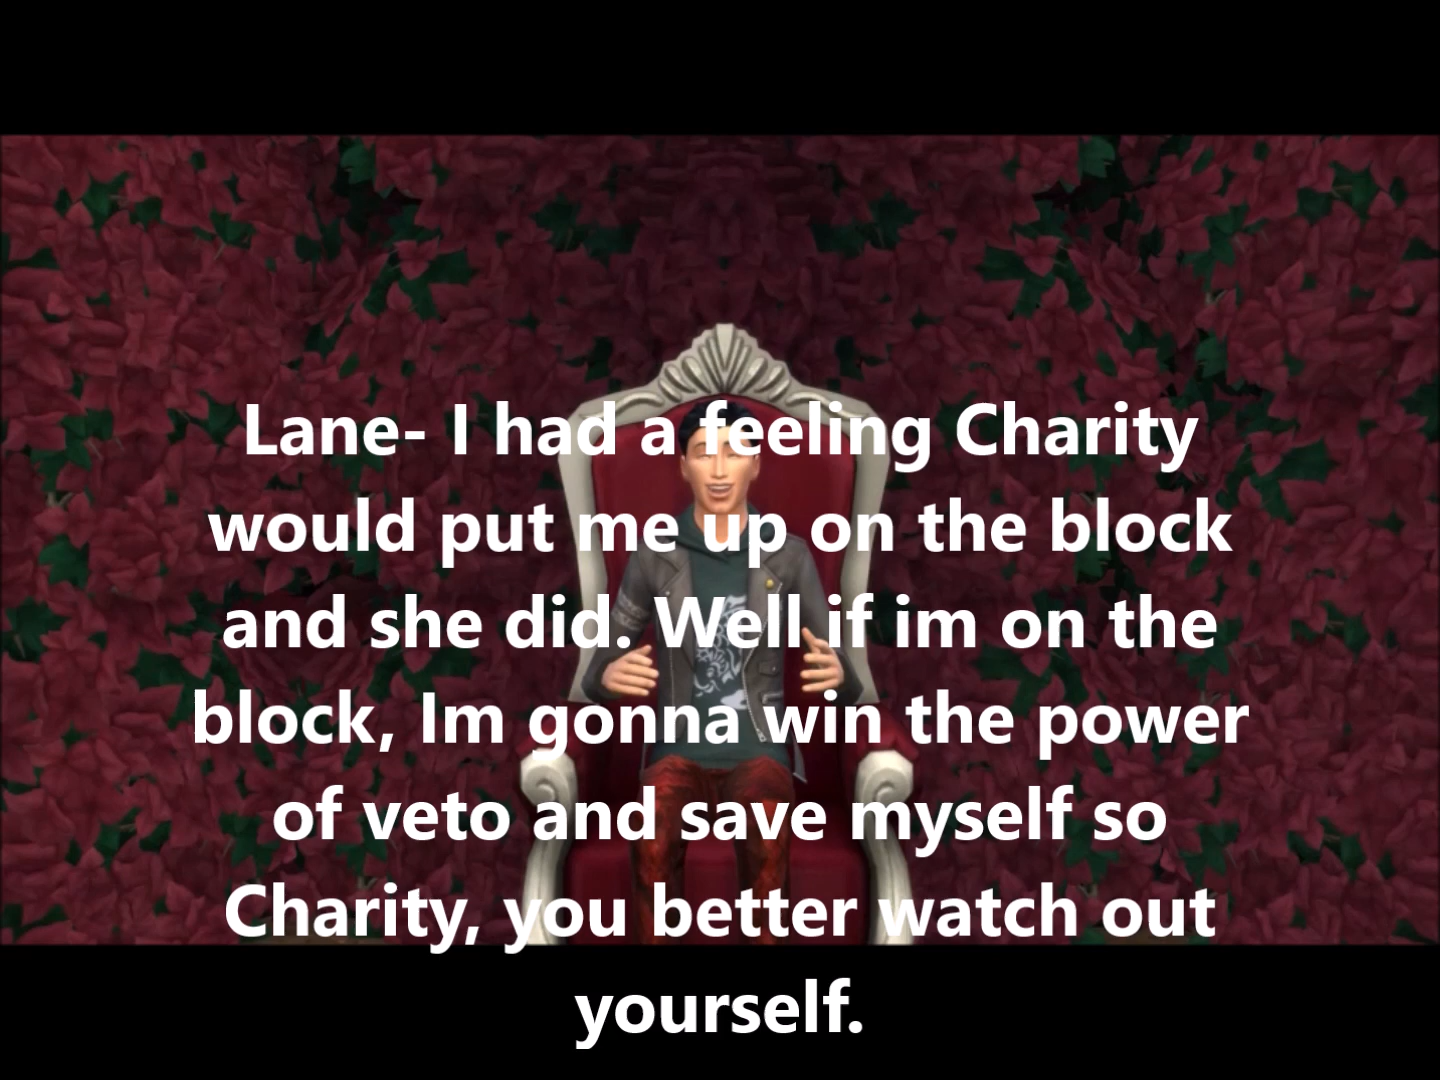 Lane- I had a feeling Charity
would put me up on the block
and she did. Well if im on the
block, Im gonna win the power
of veto and save myself so
Charity, you better watch out
yourself.